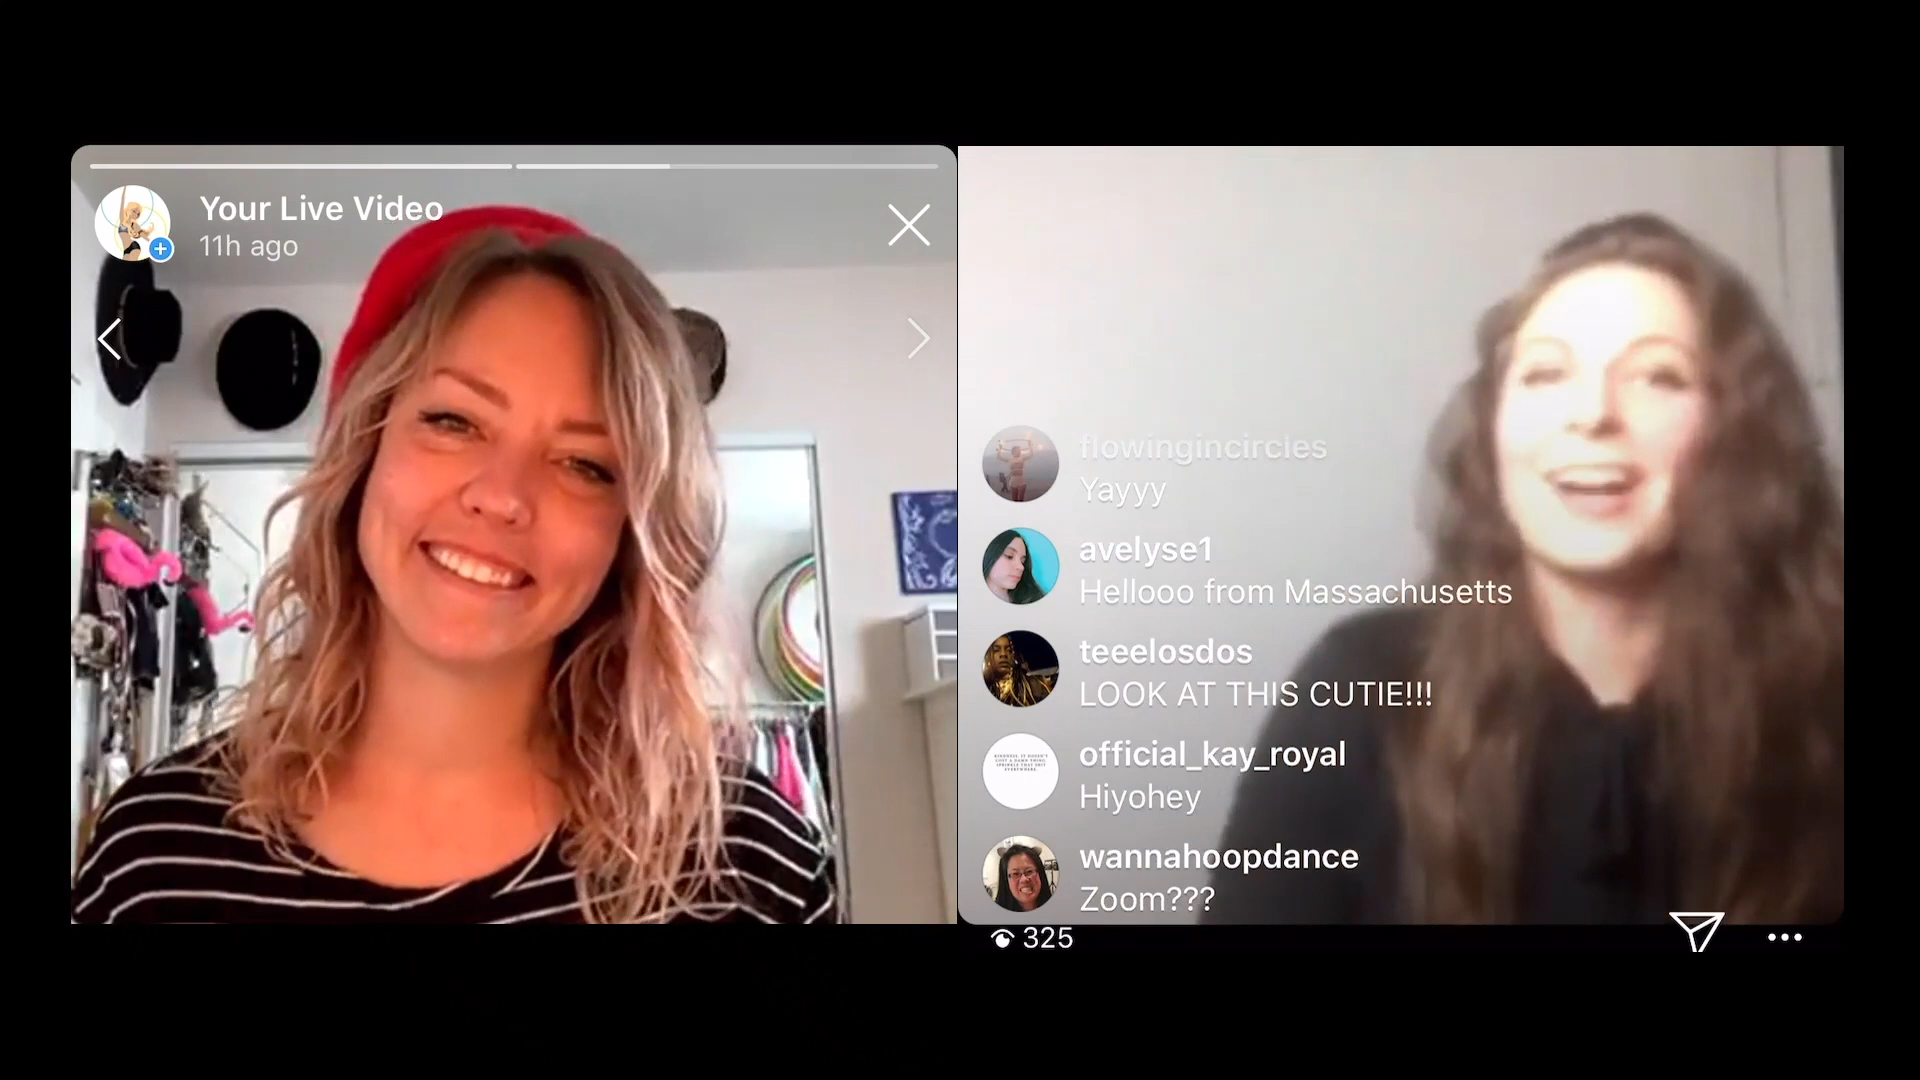 Your Live Video
11h ago
flowingincircles
Yayyy
avelyse1
Hellooo from Massachusetts
teeelosdos
LOOK AT THIS CUTIE!!!
official_kay_royal
Hiyohey
wannahoopdance
Zoom???
325